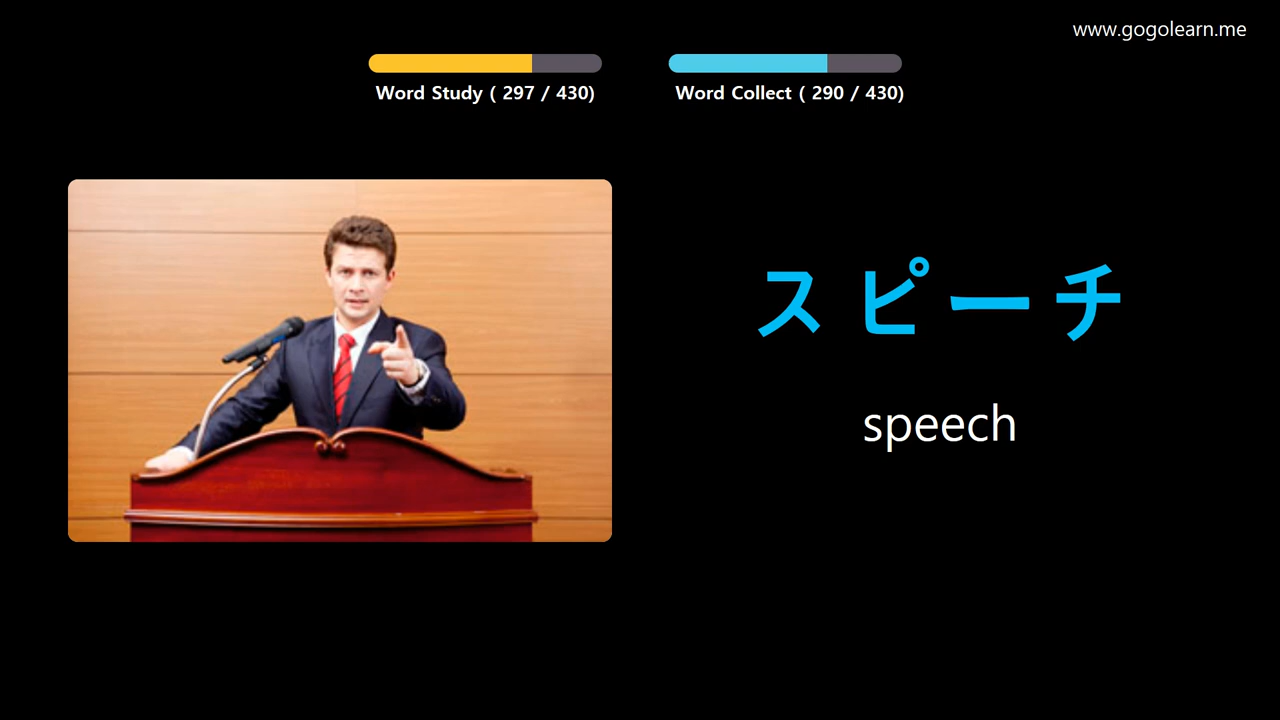 www.gogolearn.me
Word Study ( 297 / 430)
Word Collect ( 290 / 430)
スピーチ
speech